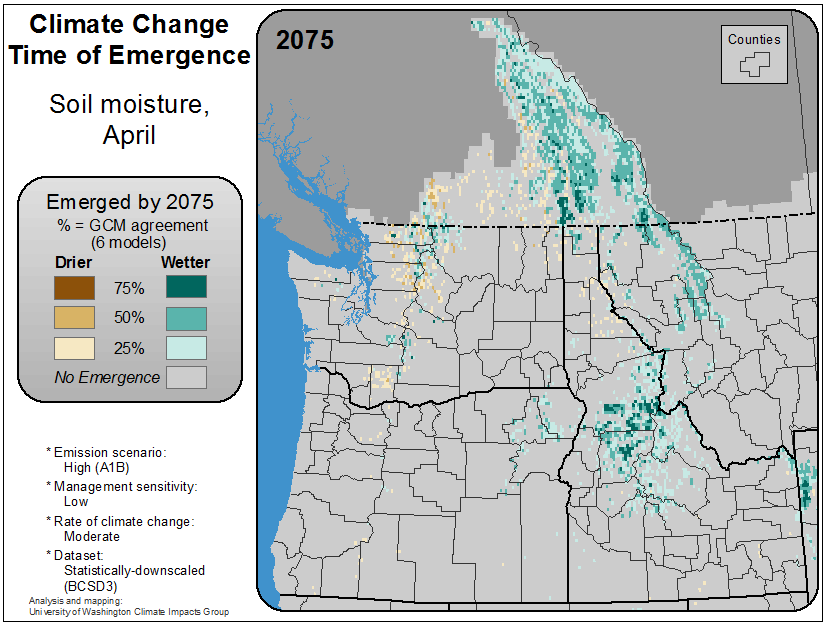 Climate Change
Time of Emergence
Soil moisture,
April
Emerged by 2075
% = GCM agreement
(6 models)
Drier Wetter
75%
50%
25%
No Emergence
* Emission scenario:
High (A1B)
* Management sensitivity:
Low
* Rate of climate change:
Moderate
* Dataset:
Statistically-downscaled
(BCSD3)
Analysis and mapping:
University of Washington Climate Impacts Group
2075
Counties